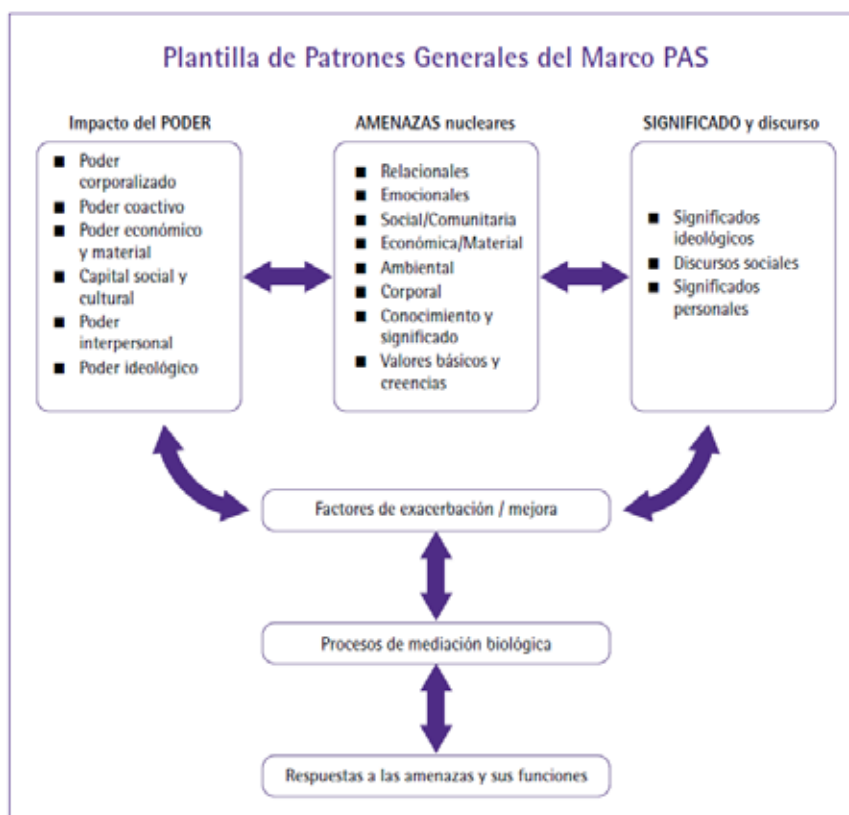 Plantilla de Patrones Generales del Marco PAS
Impacto del PODER
■ Poder
corporalizado
■ Poder coactivo
■ Poder económico
y material
■ Capital social y
cultural
■ Poder
interpersonal
■ Poder ideológico
AMENAZAS nucleares
■ Relacionales
■ Emocionales
■ Social/Comunitaria
■ Económica/Material
■ Ambiental
■ Corporal
■ Conocimiento y
significado
■ Valores básicos y
creencias
SIGNIFICADO y discurso
■ Significados
ideológicos
■ Discursos sociales
■ Significados
personales
Factores de exacerbación / mejora
Procesos de mediación biológica
Respuestas a las amenazas y sus funciones